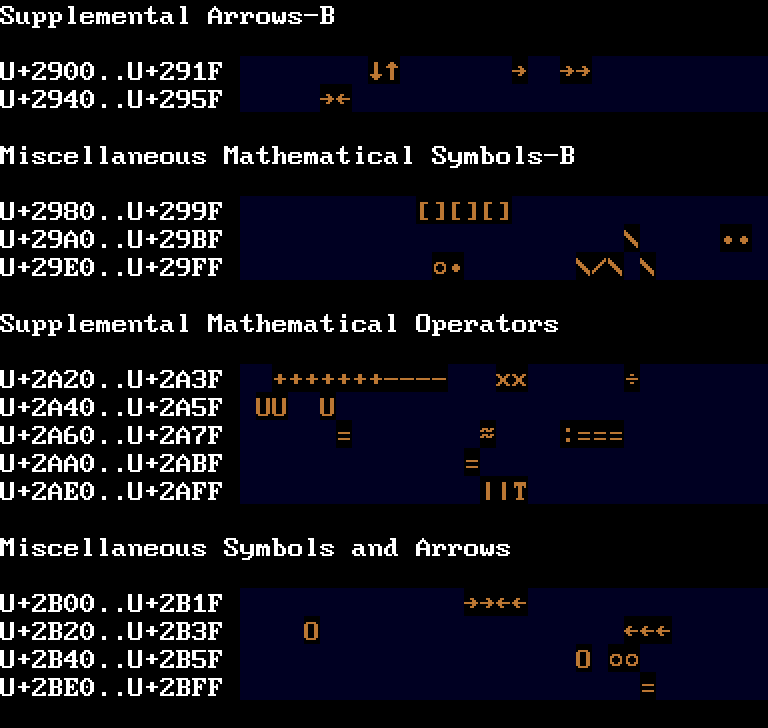 Supplemental Arrows-B
U+2900..U+291F ↓↑ → →→
U+2940..U+295F →←
Miscellaneous Mathematical Symbols-B
U+2980..U+299F [][][]
U+29A0..U+29BF \ ••
U+29E0..U+29FF ○• \/\ \
Supplemental Mathematical Operators
U+2A20..U+2A3F +++++++———— xx ÷
U+2A40..U+2A5F UU U
U+2A60..U+2A7F = ≈ :===
U+2AA0..U+2ABF =
U+2AE0..U+2AFF ||T
Miscellaneous Symbols and Arrows
U+2B00..U+2B1F →→←←
U+2B20..U+2B3F 0 ←←←
U+2B40..U+2B5F 0 ○○
U+2BE0..U+2BFF =